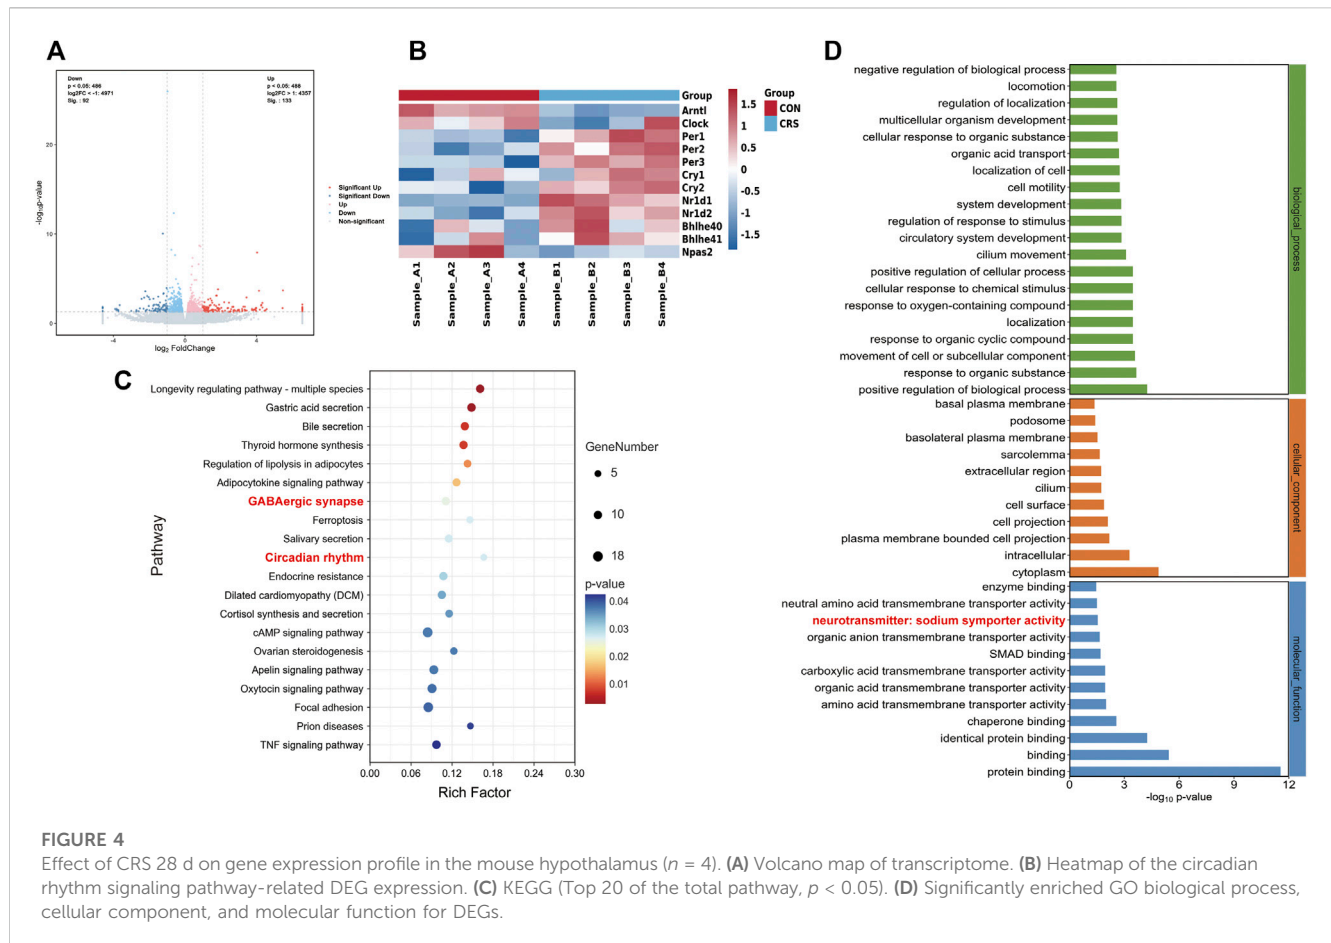 A
Down
p < 0.05: 486
log2FC < -1: 4971
Sig. : 92
Up
p < 0.05: 488
log2FC > 1: 4357
Sig. : 133
-log10p-value
20
10
0
-4
0
4
log2 FoldChange
Significant Up
Significant Down
Up
Down
Non-significant
B
Group
Arntl
Clock
Per1
Per2
Per3
Cry1
Cry2
Nr1d1
Nr1d2
Bhlhe40
Bhlhe41
Npas2
Sample_A1
Sample_A2
Sample_A3
Sample_A4
Sample_B1
Sample_B2
Sample_B3
Sample_B4
1.5
1
0.5
0
-0.5
-1
-1.5
Group
CON
CRS
C
Pathway
Longevity regulating pathway - multiple species
Gastric acid secretion
Bile secretion
Thyroid hormone synthesis
Regulation of lipolysis in adipocytes
Adipocytokine signaling pathway
GABAergic synapse
Ferroptosis
Salivary secretion
Circadian rhythm
Endocrine resistance
Dilated cardiomyopathy (DCM)
Cortisol synthesis and secretion
cAMP signaling pathway
Ovarian steroidogenesis
Apelin signaling pathway
Oxytocin signaling pathway
Focal adhesion
Prion diseases
TNF signaling pathway
0.00
0.06
0.12
0.18
0.24
0.30
Rich Factor
GeneNumber
5
10
18
p-value
0.04
0.03
0.02
0.01
D
negative regulation of biological process
locomotion
regulation of localization
multicellular organism development
cellular response to organic substance
organic acid transport
localization of cell
cell motility
system development
regulation of response to stimulus
circulatory system development
cilium movement
positive regulation of cellular process
cellular response to chemical stimulus
response to oxygen-containing compound
localization
response to organic cyclic compound
movement of cell or subcellular component
response to organic substance
positive regulation of biological process
biological_process
basal plasma membrane
podosome
basolateral plasma membrane
sarcolemma
extracellular region
cilium
cell surface
cell projection
plasma membrane bounded cell projection
intracellular
cytoplasm
cellular_component
enzyme binding
neutral amino acid transmembrane transporter activity
neurotransmitter: sodium symporter activity
organic anion transmembrane transporter activity
SMAD binding
carboxylic acid transmembrane transporter activity
organic acid transmembrane transporter activity
amino acid transmembrane transporter activity
chaperone binding
identical protein binding
binding
protein binding
molecular_function
0
3
6
9
12
-log10 p-value
FIGURE 4
Effect of CRS 28 d on gene expression profile in the mouse hypothalamus (n = 4). (A) Volcano map of transcriptome. (B) Heatmap of the circadian
rhythm signaling pathway-related DEG expression. (C) KEGG (Top 20 of the total pathway, p < 0.05). (D) Significantly enriched GO biological process,
cellular component, and molecular function for DEGs.